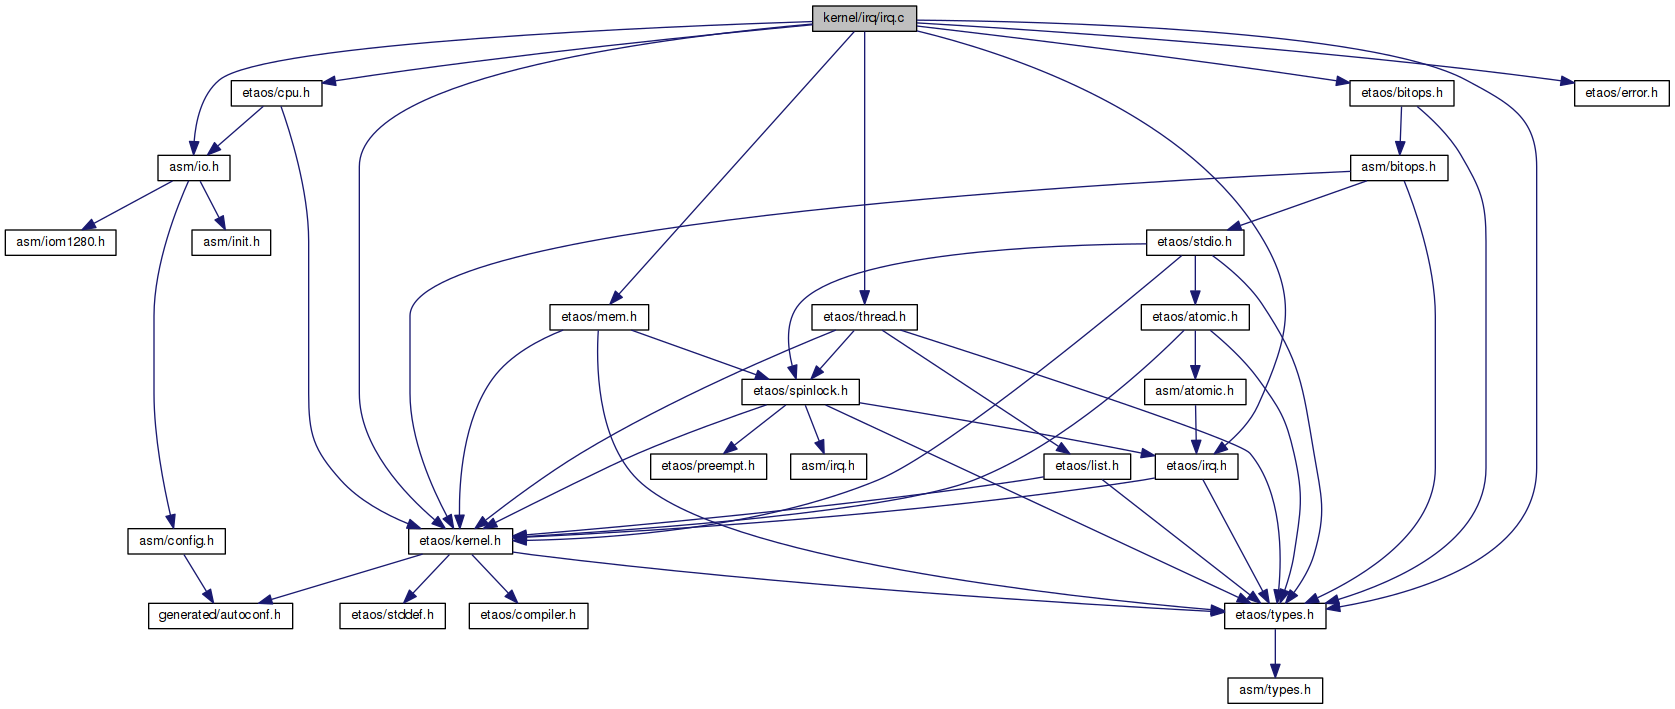 kernel/irq/irq.c
etaos/cpu.h
etaos/bitops.h
etaos/error.h
asm/io.h
asm/bitops.h
asm/iom1280.h
asm/init.h
etaos/stdio.h
etaos/mem.h
etaos/thread.h
etaos/atomic.h
etaos/spinlock.h
asm/atomic.h
etaos/preempt.h
asm/irq.h
etaos/list.h
etaos/irq.h
asm/config.h
etaos/kernel.h
generated/autoconf.h
etaos/stddef.h
etaos/compiler.h
etaos/types.h
asm/types.h